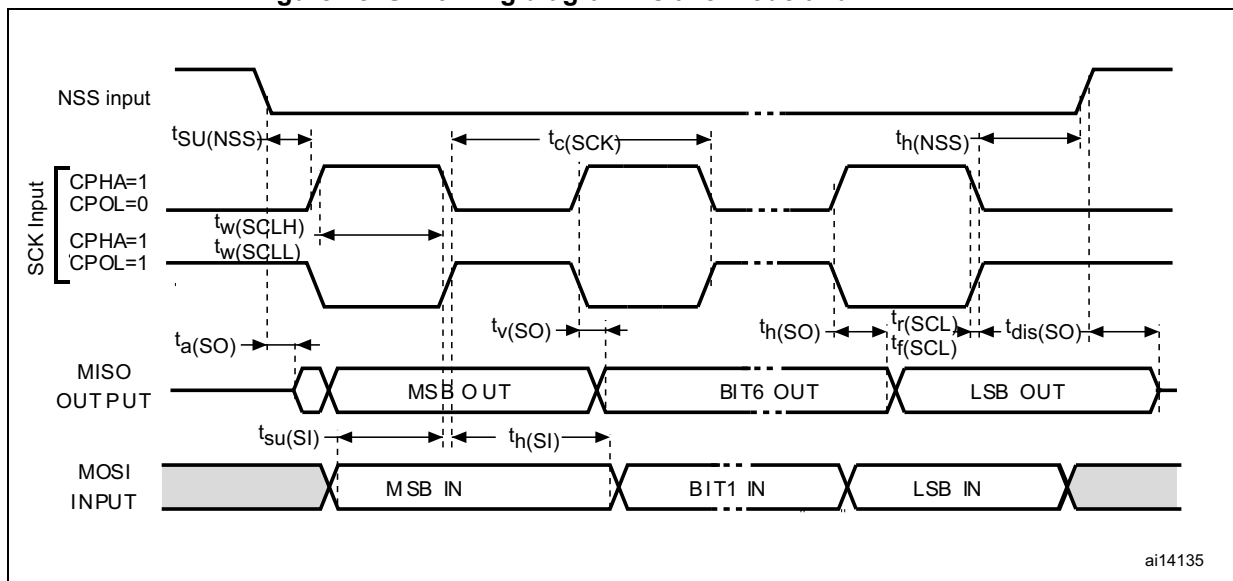 NSS input
tSU(NSS)
tc(SCK)
th(NSS)
SCK Input
CPHA=1
CPOL=0
tw(SCLH)
tw(SCLL)
CPHA=1
CPOL=1
ta(SO)
tv(SO)
th(SO)
tr(SCL)
tf(SCL)
tdis(SO)
MISO
OUTPUT
MSB OUT
BIT6 OUT
LSB OUT
tsu(SI)
th(SI)
MOSI
INPUT
MSB IN
BIT1 IN
LSB IN
ai14135